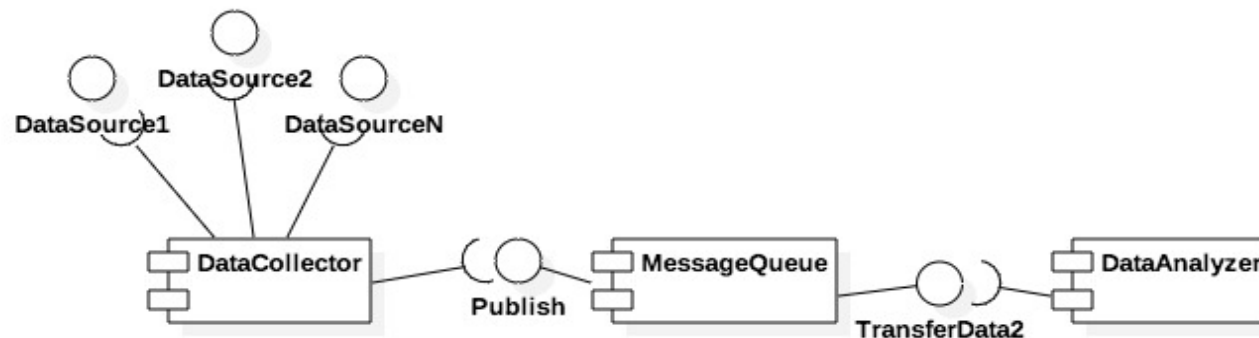 DataSource2
DataSource1
DataSourceN
DataCollector
MessageQueue
DataAnalyzer
Publish
TransferData2